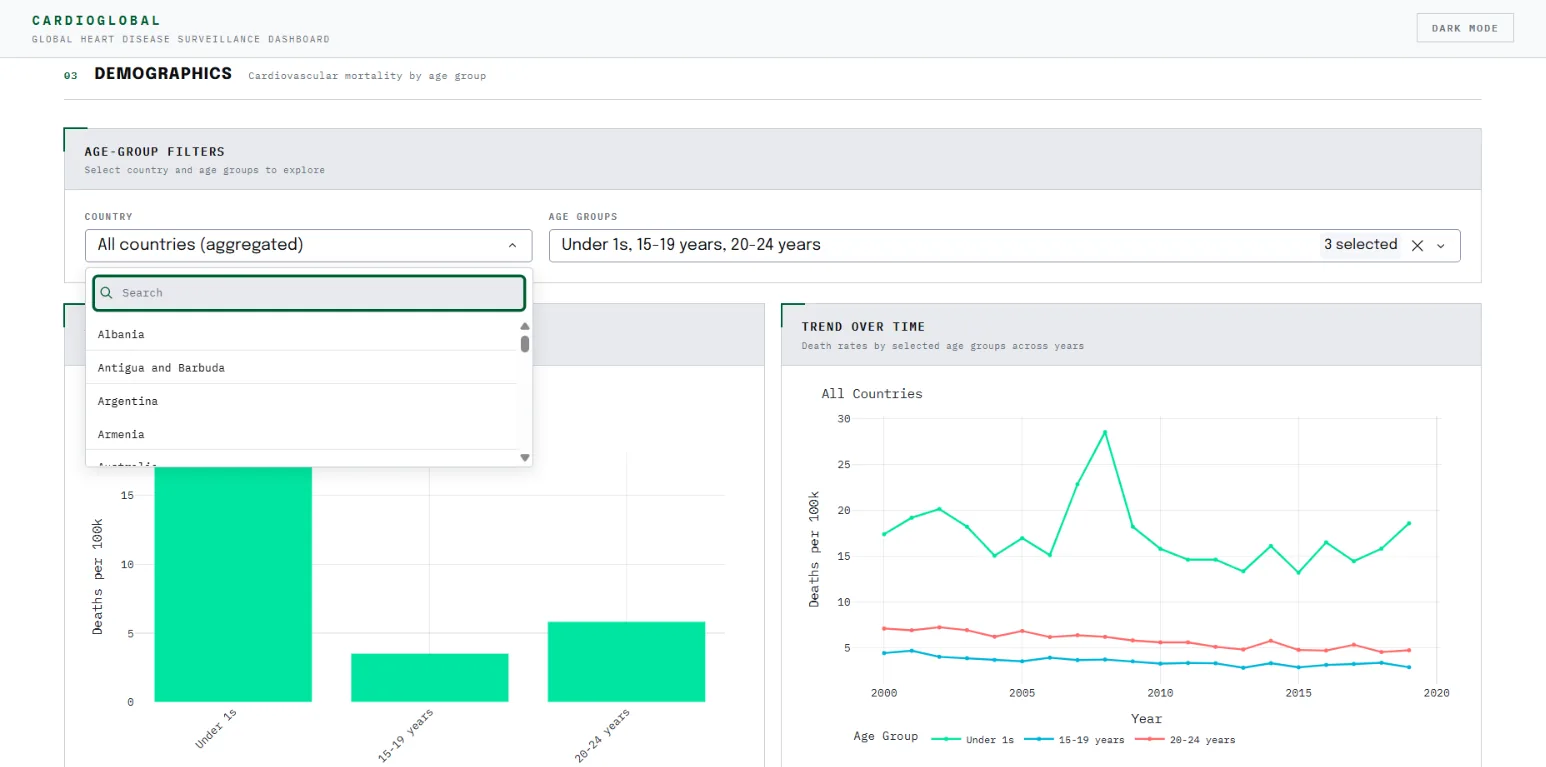 CARDIOGLOBAL
GLOBAL HEART DISEASE SURVEILLANCE DASHBOARD
DARK MODE
03 DEMOGRAPHICS Cardiovascular mortality by age group
AGE-GROUP FILTERS
Select country and age groups to explore
COUNTRY
All countries (aggregated)
AGE GROUPS
Under 1s, 15-19 years, 20-24 years 3 selected
Search
Albania
Antigua and Barbuda
Argentina
Armenia
Australia
15
10
5
0
Deaths per 100k
Under 1s
15-19 years
20-24 years
TREND OVER TIME
Death rates by selected age groups across years
All Countries
30
25
20
15
10
5
Deaths per 100k
2000 2005 2010 2015 2020
Year
Age Group Under 1s 15-19 years 20-24 years